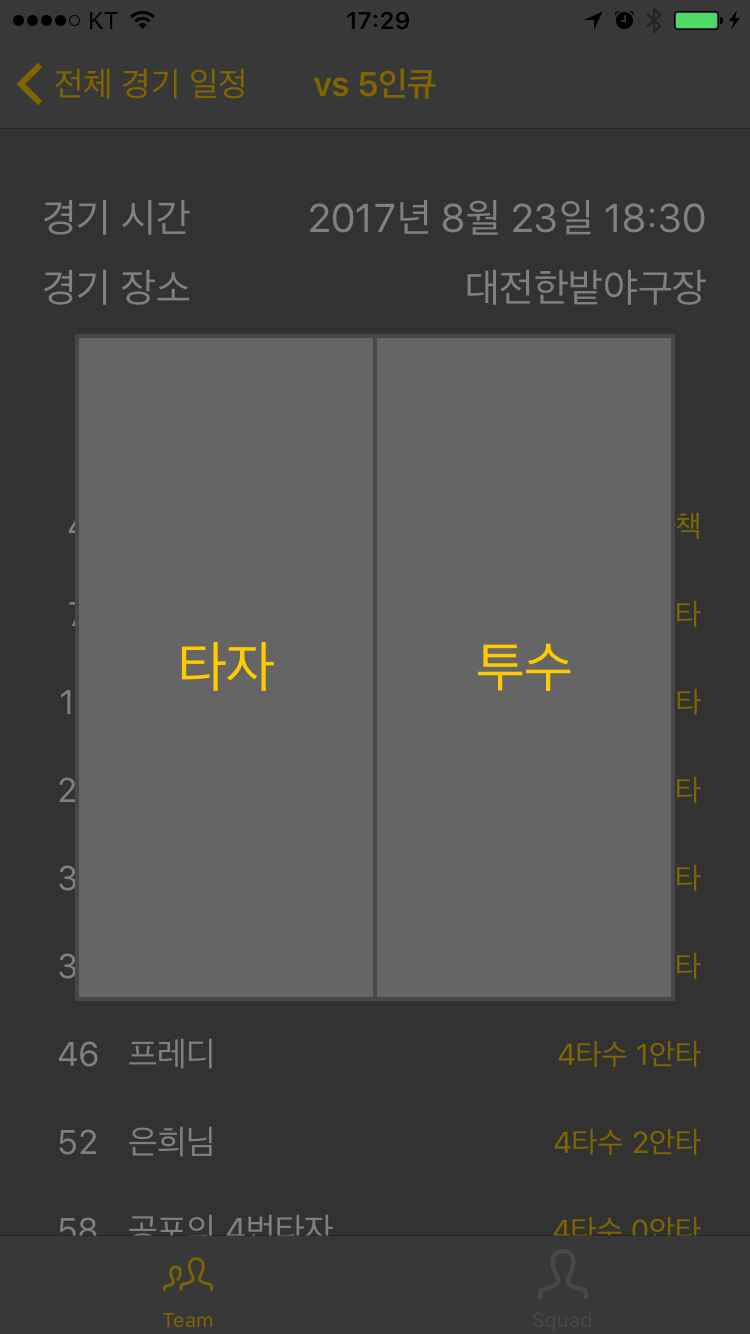 KT 17:29
전체 경기 일정 vs 5인큐
경기 시간 2017년 8월 23일 18:30
경기 장소 대전한밭야구장
책
타
1 타
2 타
타자 투수
3 타
3 타
46 프레디 4타수 1안타
52 은희님 4타수 2안타
58 공포의 4번타자 4타수 0안타
Team Squad